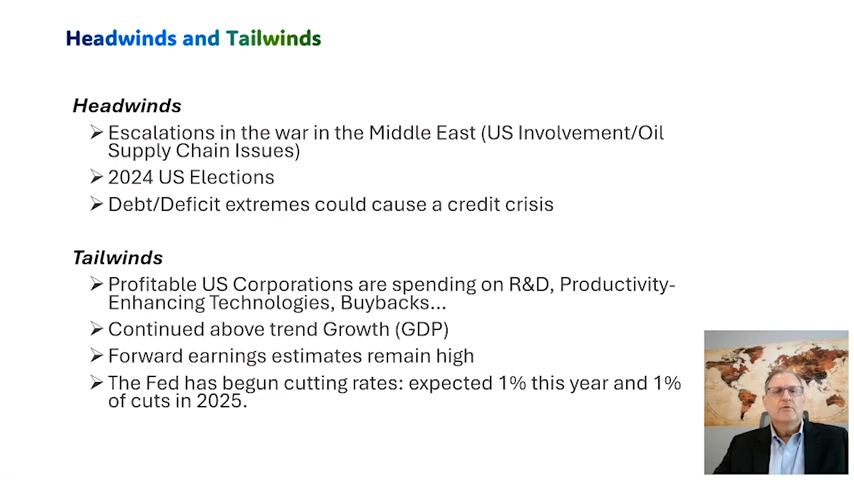 Headwinds and Tailwinds
Headwinds
➢ Escalations in the war in the Middle East (US Involvement/Oil
Supply Chain Issues)
➢ 2024 US Elections
➢ Debt/Deficit extremes could cause a credit crisis
Tailwinds
➢ Profitable US Corporations are spending on R&D, Productivity-
Enhancing Technologies, Buybacks...
➢ Continued above trend Growth (GDP)
➢ Forward earnings estimates remain high
➢ The Fed has begun cutting rates: expected 1% this year and 1%
of cuts in 2025.